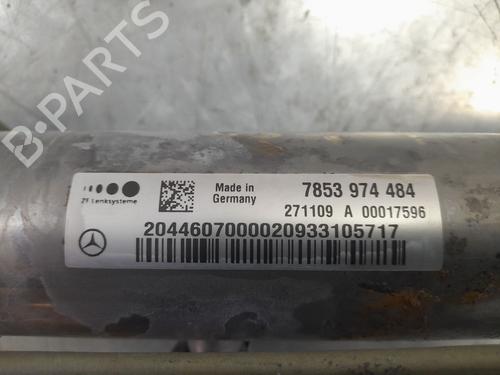 B-PARTS
ZF Lenksysteme
Made in
Germany
7853 974 484
271109 A 00017596
2044607000020933105717